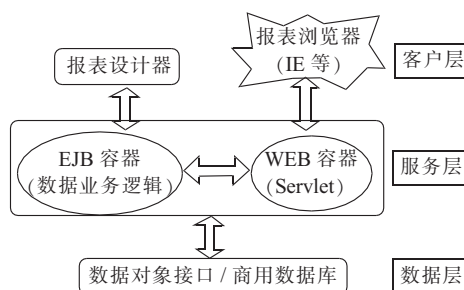 报表浏览器
(IE 等)
客户层
报表设计器
EJB 容器
(数据业务逻辑)
WEB 容器
(Servlet)
服务层
数据对象接口 / 商用数据库
数据层